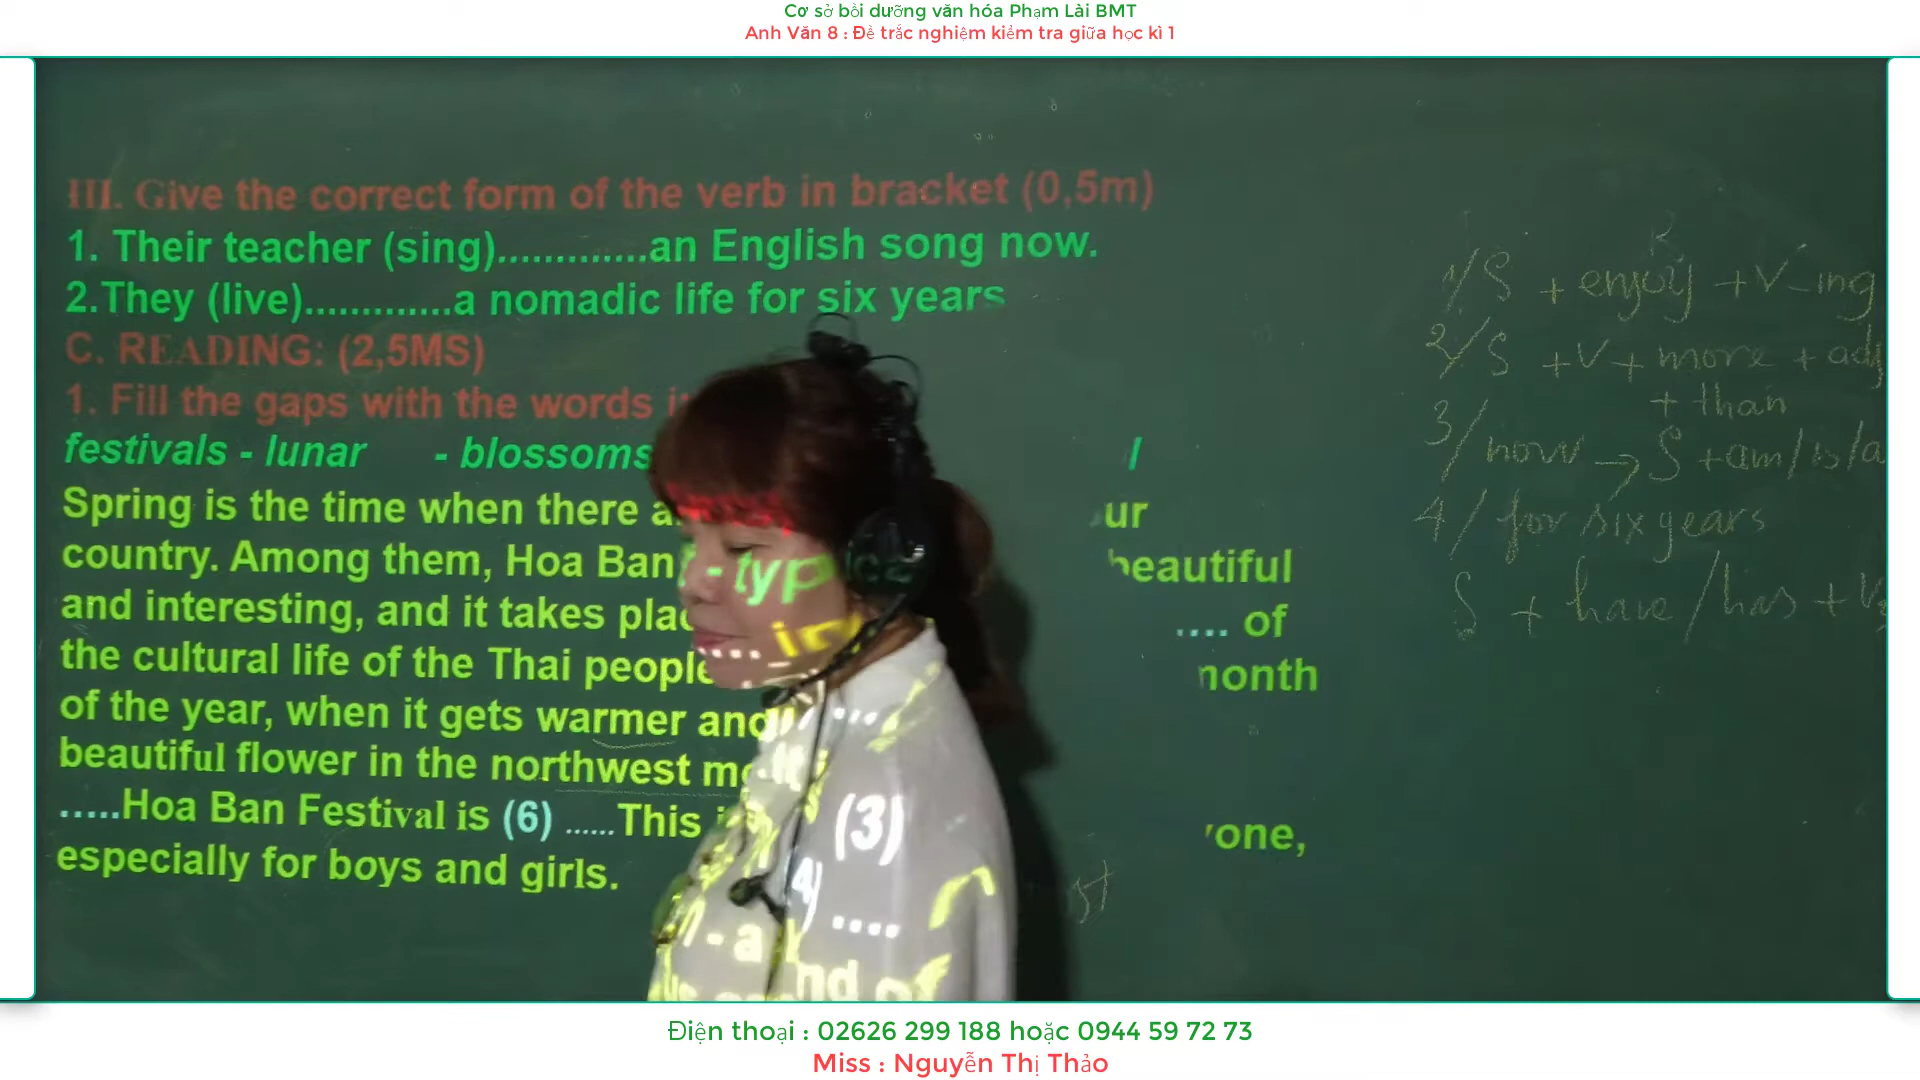 Cơ sở bồi dưỡng văn hóa Phạm Lài BMT
Anh Văn 8 : Đề trắc nghiệm kiểm tra giữa học kì 1
III. Give the correct form of the verb in bracket (0,5m)
1. Their teacher (sing).............an English song now.
2.They (live).............a nomadic life for six years
C. READING: (2,5MS)
1. Fill the gaps with the words
festivals - lunar - blossoms
Spring is the time when there
country. Among them, Hoa Ban beautiful
and interesting, and it takes .... of
the cultural life of the Thai month
of the year, when it gets warmer and
beautiful flower in the northwest (3)
.....Hoa Ban Festival is (6) ......This
especially for boys and girls.
1/ S + enjoy + V-ing
2/ S + V + more + adj
+ than
3/ now → S + am/is/a
4/ for six years
S + have/has + V3
Điện thoại : 02626 299 188 hoặc 0944 59 72 73
Miss : Nguyễn Thị Thảo